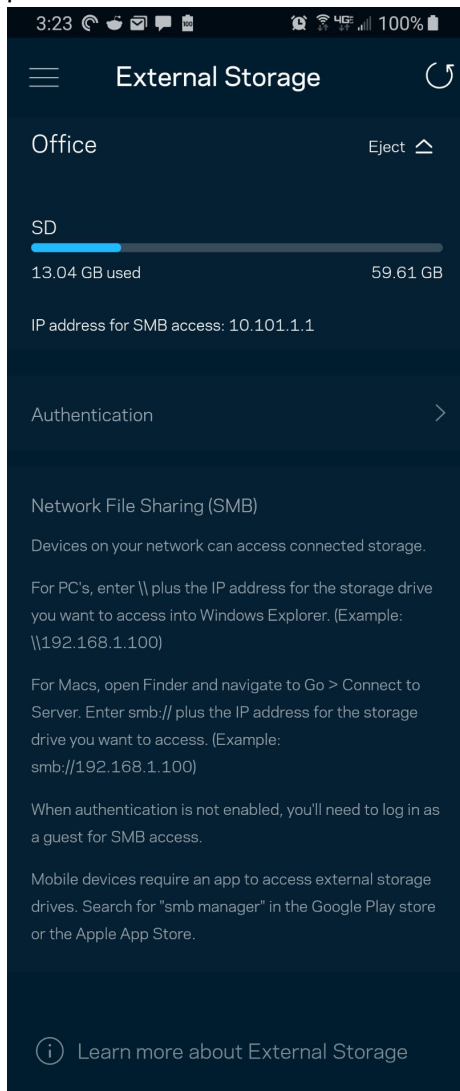 3:23 100 4GE 100%
External Storage
Office Eject
SD
13.04 GB used 59.61 GB
IP address for SMB access: 10.101.1.1
Authentication
Network File Sharing (SMB)
Devices on your network can access connected storage.
For PC's, enter \\ plus the IP address for the storage drive
you want to access into Windows Explorer. (Example:
\\192.168.1.100)
For Macs, open Finder and navigate to Go > Connect to
Server. Enter smb:// plus the IP address for the storage
drive you want to access. (Example:
smb://192.168.1.100)
When authentication is not enabled, you'll need to log in as
a guest for SMB access.
Mobile devices require an app to access external storage
drives. Search for "smb manager" in the Google Play store
or the Apple App Store.
Learn more about External Storage